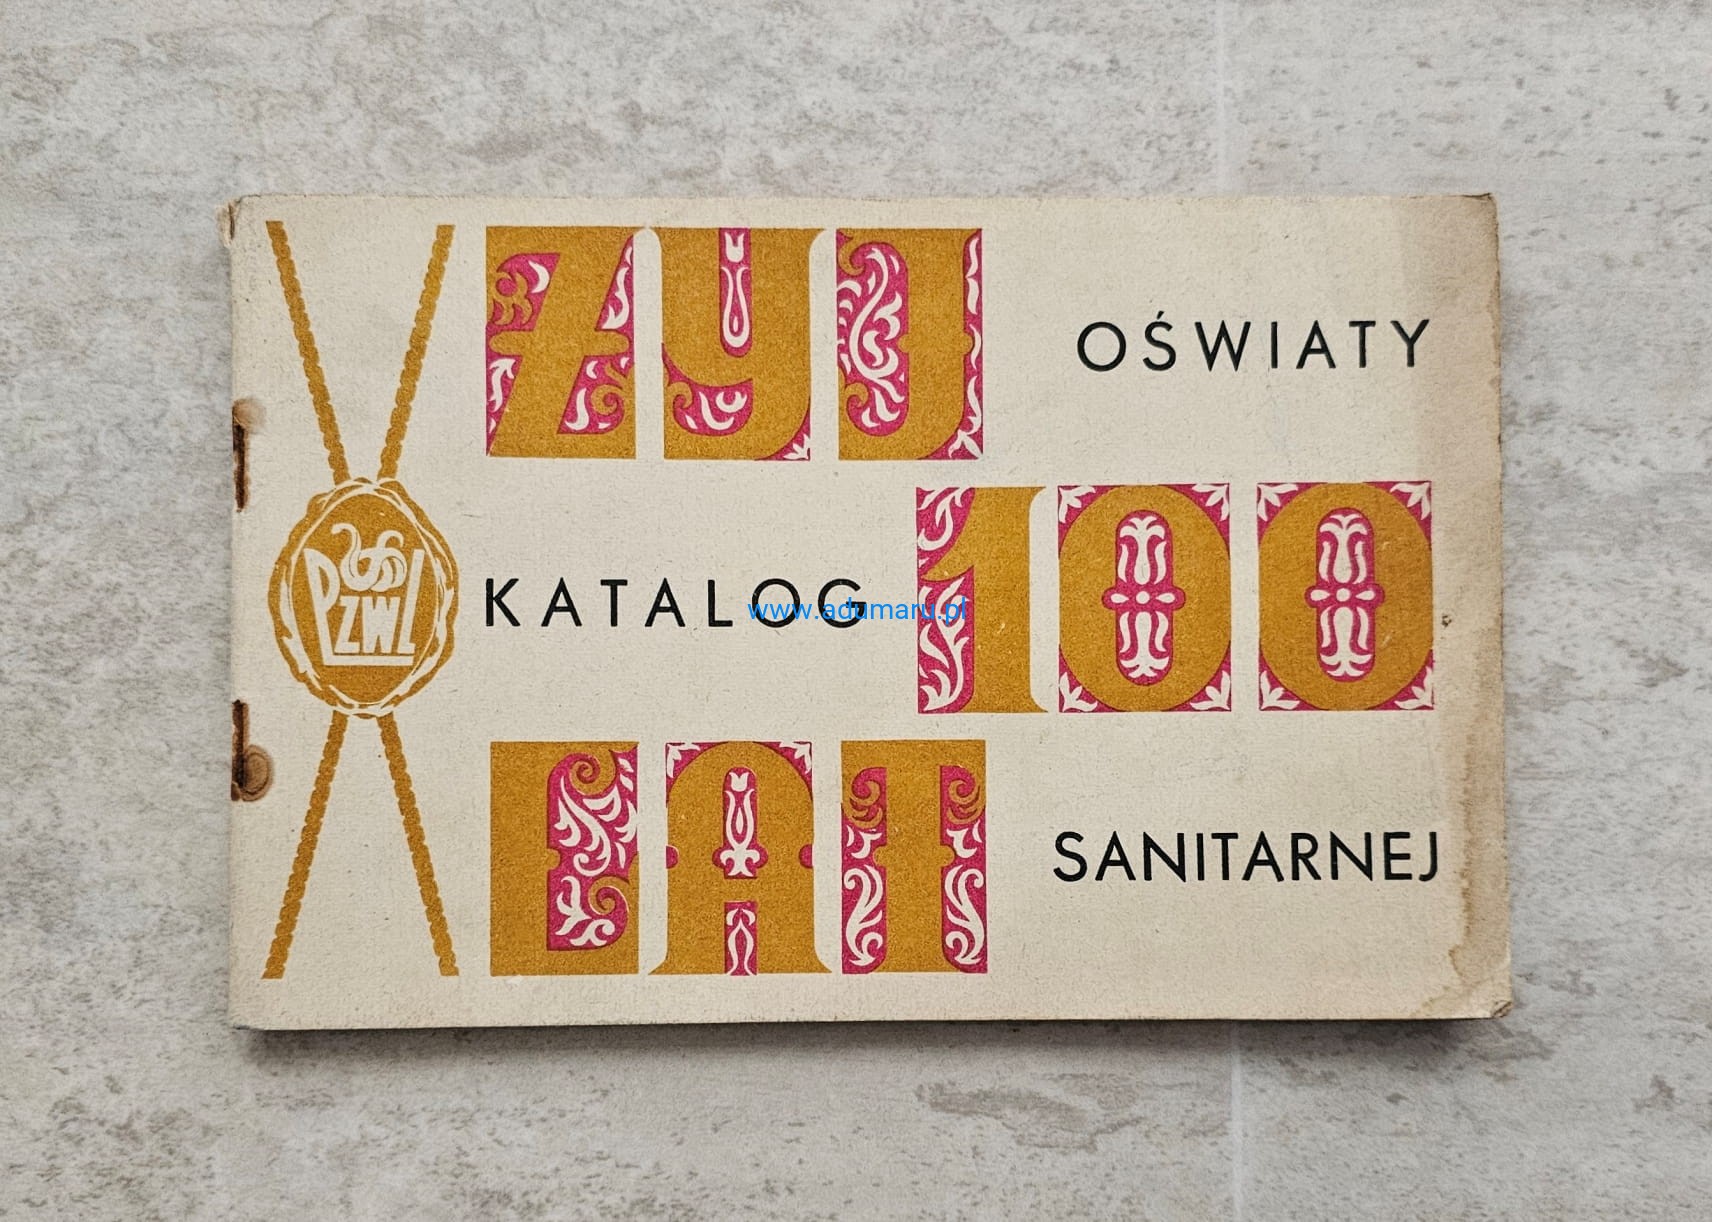 ŻYJ OŚWIATY
PZWL
KATALOG 100
www.adumaru.pl
LAT SANITARNEJ